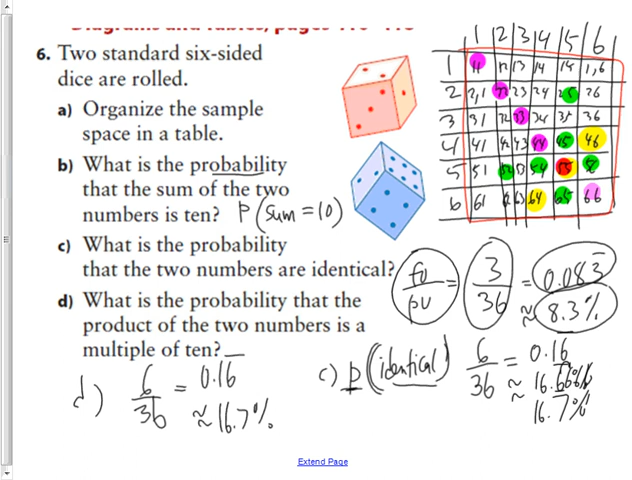 6. Two standard six-sided
dice are rolled.
a) Organize the sample
space in a table.
b) What is the probability
that the sum of the two
numbers is ten? P(sum=10)
c) What is the probability
that the two numbers are identical?
d) What is the probability that the
product of the two numbers is a
multiple of ten?
1 2 3 4 5 6
1 11 12 13 14 15 1,6
2 2,1 22 23 24 25 26
3 31 32 33 34 35 36
4 41 42 43 44 45 46
5 51 54 55
6 61 62 63 64 65 66
fo/pu = 3/36 = 0.083
≈ 8.3%
c) p(identical) 6/36 = 0.16
≈ 16.7%
d) 6/36 = 0.16
≈ 16.7%
Extend Page